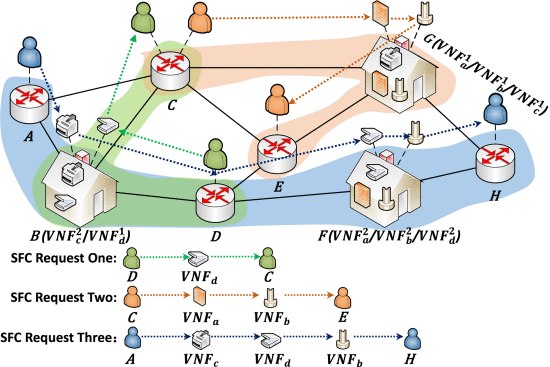 G(VNF_a^1/VNF_b^1/VNF_c^1)
C
A
E
H
B(VNF_c^2/VNF_d^1)
D
F(VNF_a^2/VNF_b^2/VNF_d^2)
SFC Request One:
D VNF_d C
SFC Request Two:
C VNF_a VNF_b E
SFC Request Three:
A VNF_c VNF_d VNF_b H